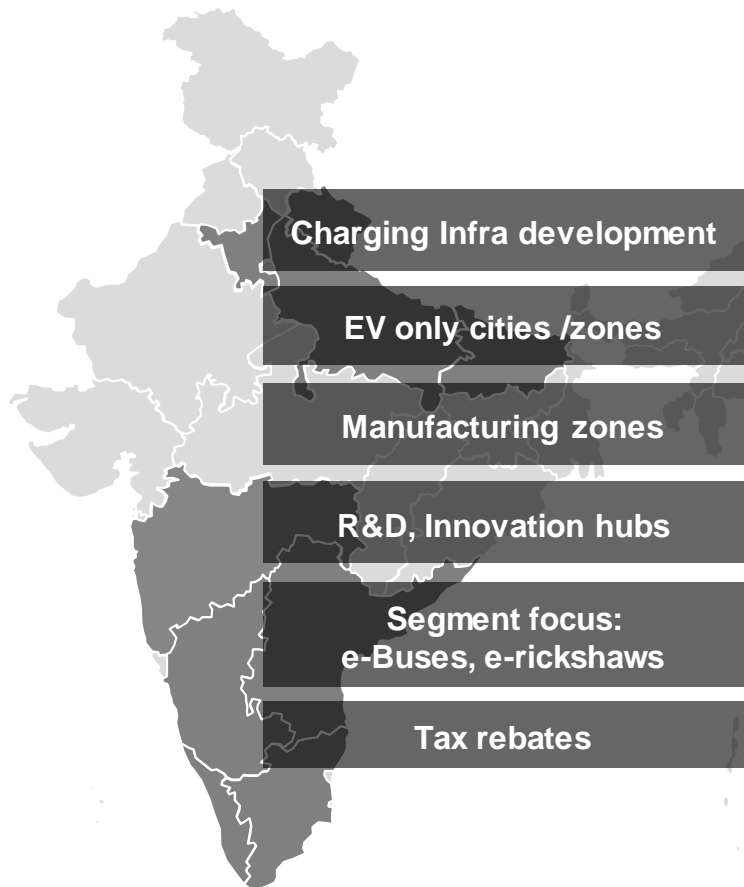 Charging Infra development
EV only cities /zones
Manufacturing zones
R&D, Innovation hubs
Segment focus:
e-Buses, e-rickshaws
Tax rebates